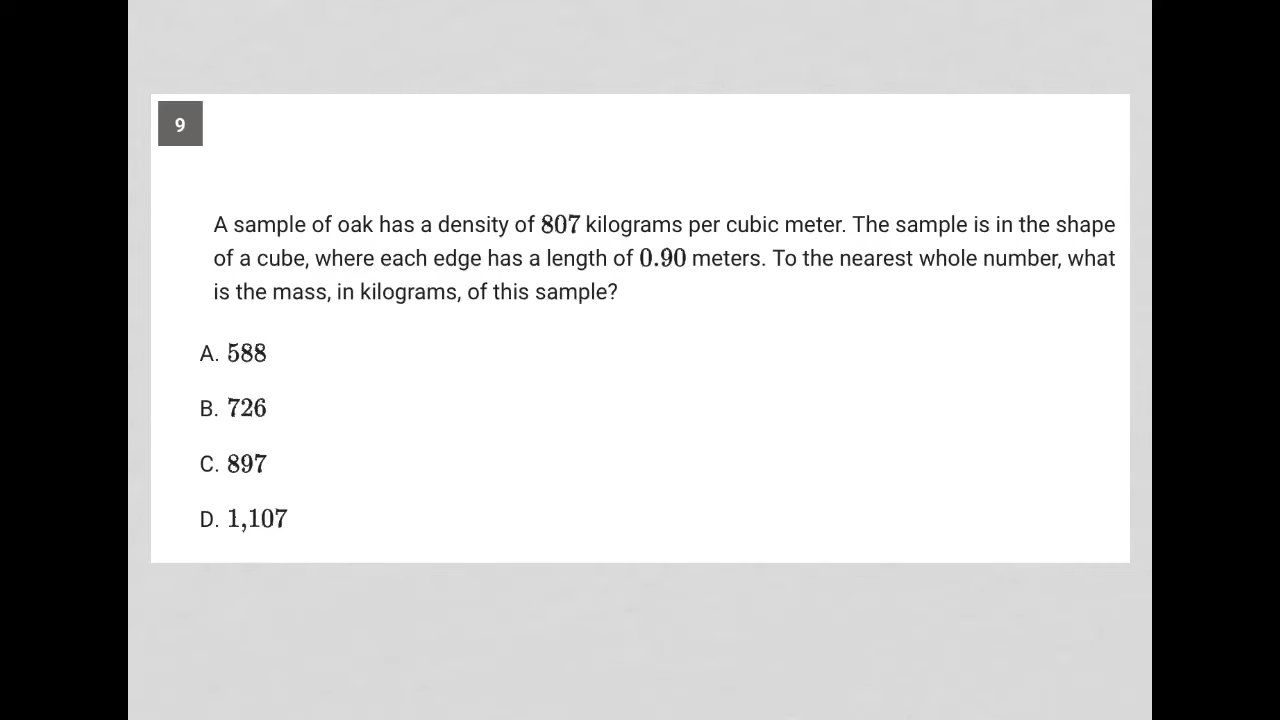 9
A sample of oak has a density of 807 kilograms per cubic meter. The sample is in the shape
of a cube, where each edge has a length of 0.90 meters. To the nearest whole number, what
is the mass, in kilograms, of this sample?
A. 588
B. 726
C. 897
D. 1,107